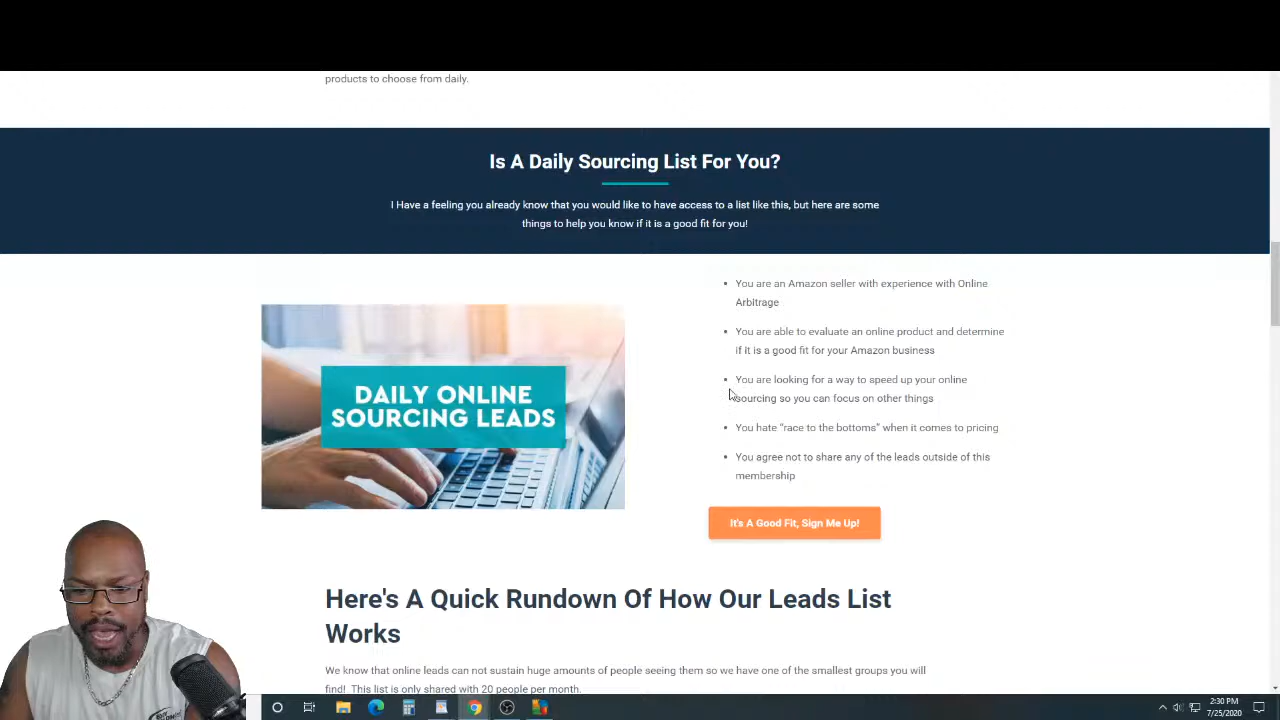 products to choose from daily.
Is A Daily Sourcing List For You?
I Have a feeling you already know that you would like to have access to a list like this, but here are some
things to help you know if it is a good fit for you!
You are an Amazon seller with experience with Online
Arbitrage
You are able to evaluate an online product and determine
if it is a good fit for your Amazon business
You are looking for a way to speed up your online
sourcing so you can focus on other things
You hate “race to the bottoms” when it comes to pricing
You agree not to share any of the leads outside of this
membership
DAILY ONLINE
SOURCING LEADS
It's A Good Fit, Sign Me Up!
Here's A Quick Rundown Of How Our Leads List
Works
We know that online leads can not sustain huge amounts of people seeing them so we have one of the smallest groups you will
find! This list is only shared with 20 people per month.
2:30 PM
7/25/2020